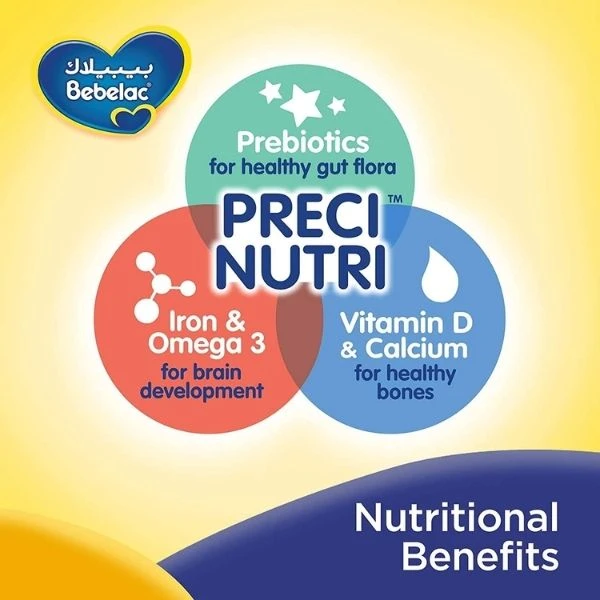 بيبيلاك
Bebelac
Prebiotics
for healthy gut flora
PRECI™
NUTRI
Iron &
Omega 3
for brain
development
Vitamin D
& Calcium
for healthy
bones
Nutritional
Benefits